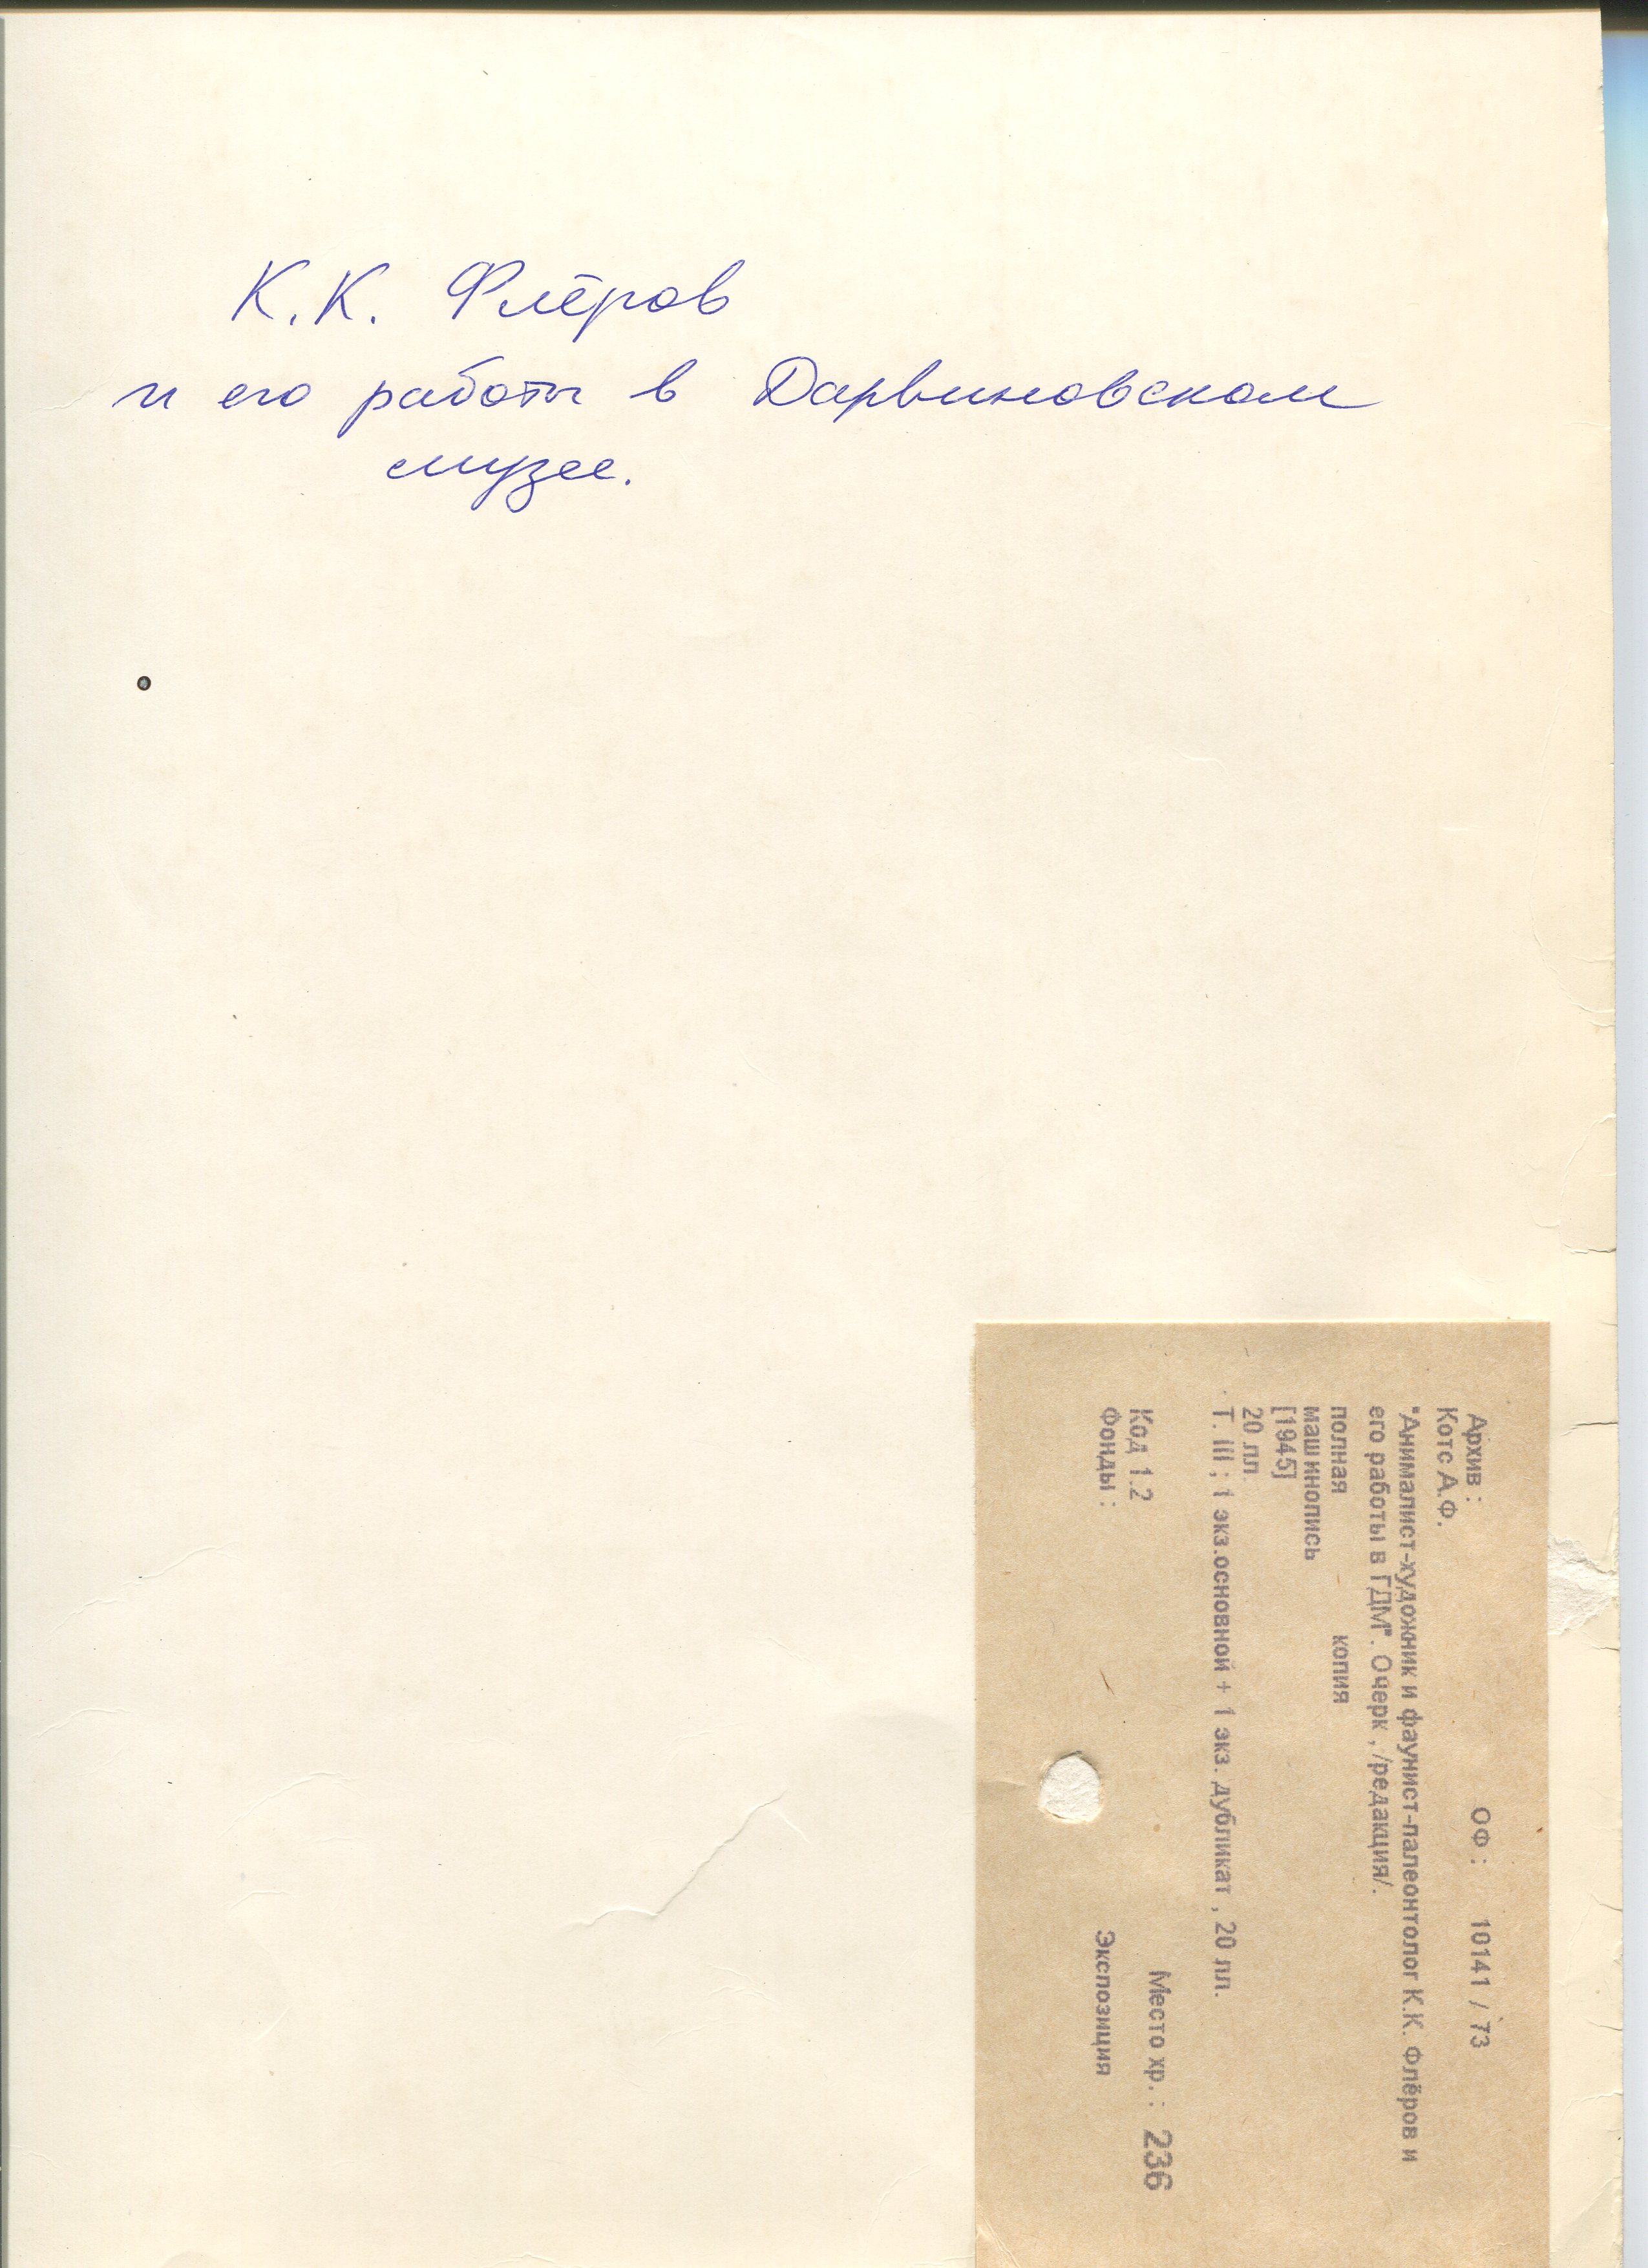 К.К. Флёров
и его работы в Дарвиновском
музее.
Архив : ОФ : 10141 / 73
Котс А.Ф.
"Анималист-художник и фаунист-палеонтолог К.К. Флёров и
его работы в ГДМ". Очерк , /редакция/.
полная копия
машинопись
[1945]
20 лл.
Т. III ; 1 экз.основной + 1 экз. дубликат , 20 лл.
Код 1.2 Место хр. : 236
Фонды : Экспозиция